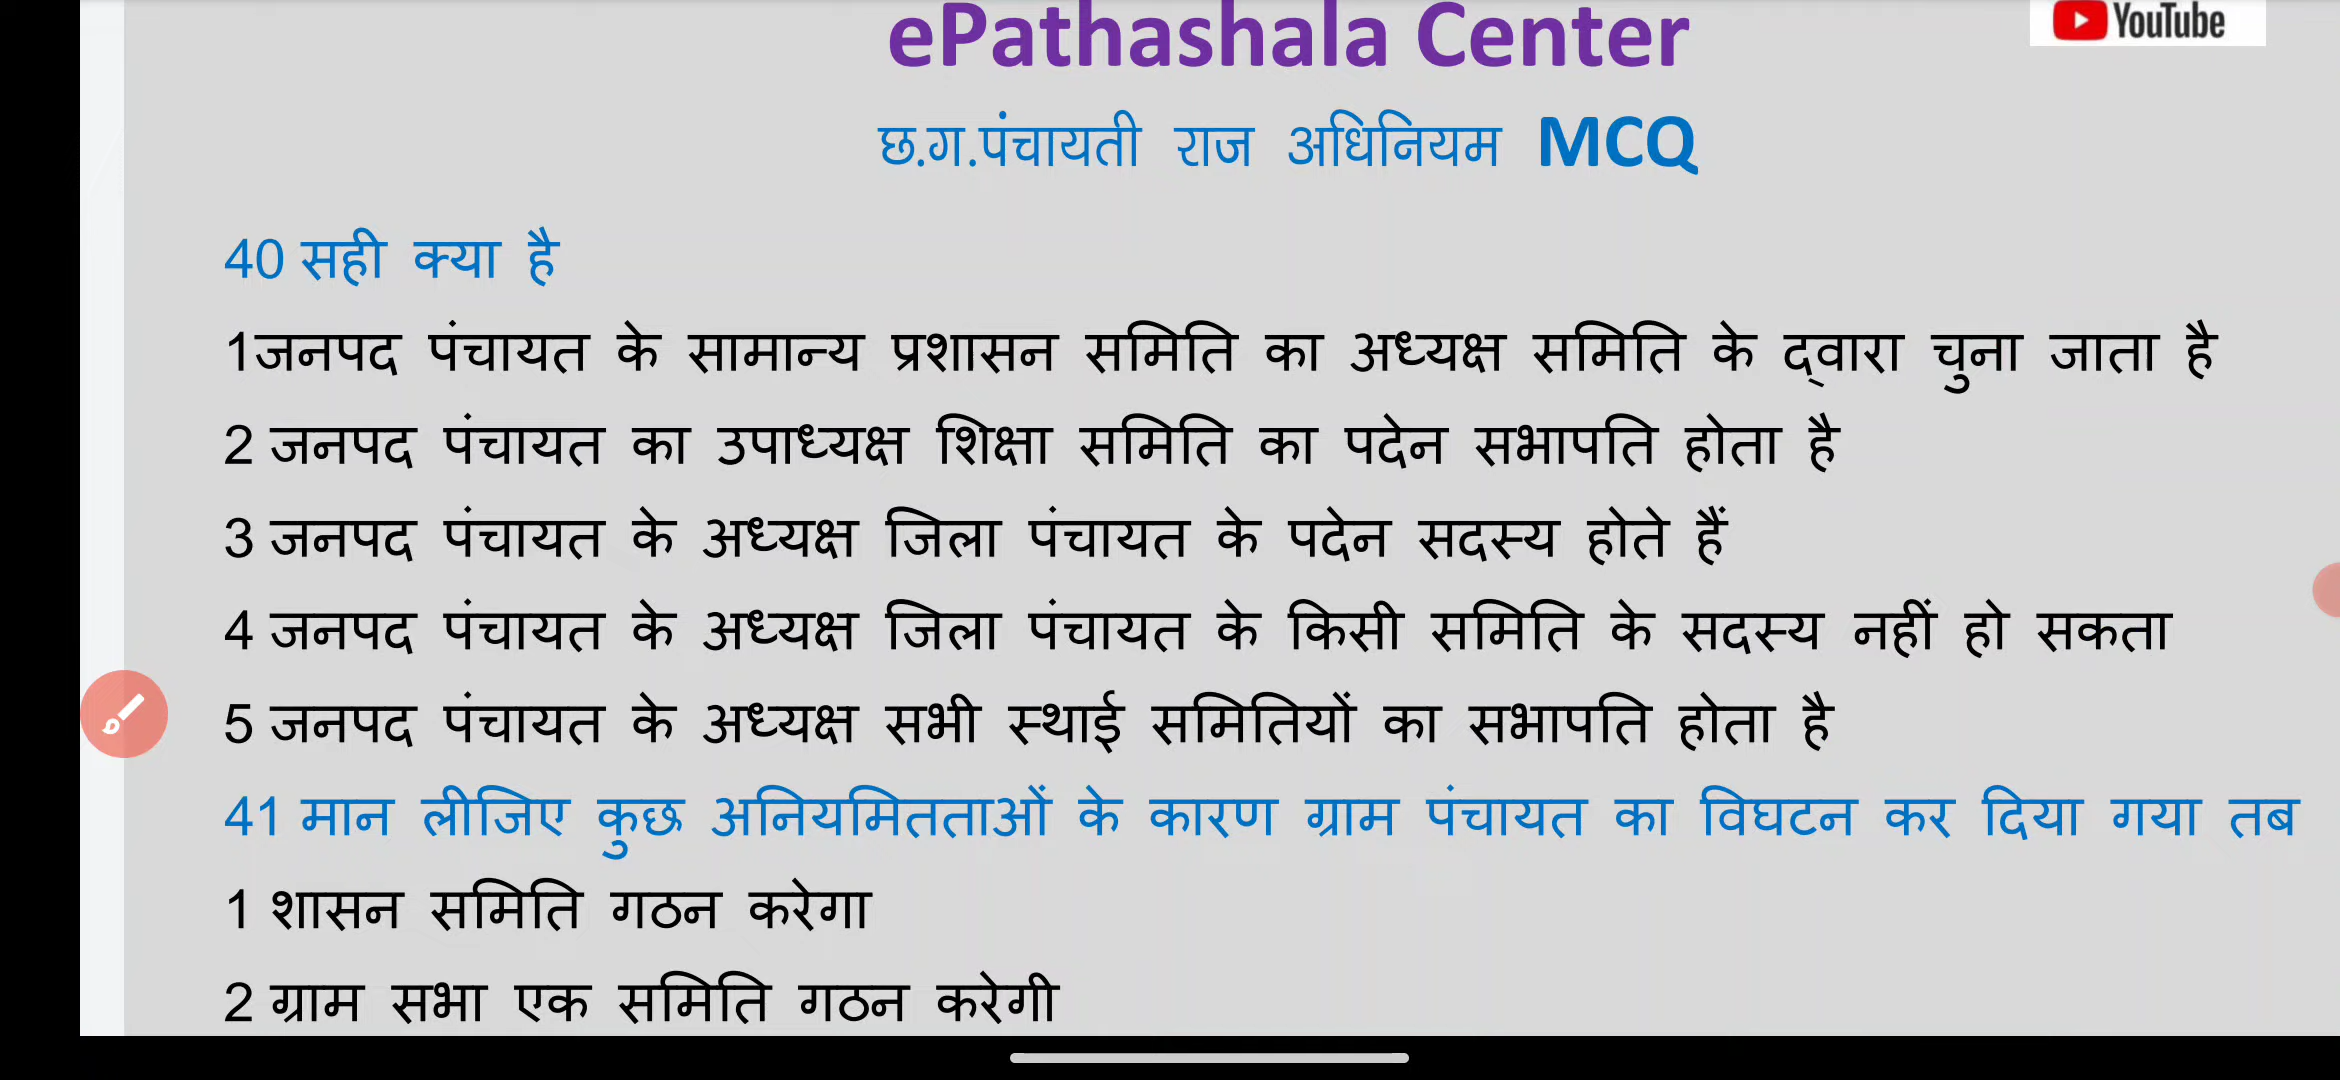 ePathashala Center
YouTube
छ.ग.पंचायती राज अधिनियम MCQ
40 सही क्या है
1जनपद पंचायत के सामान्य प्रशासन समिति का अध्यक्ष समिति के द्वारा चुना जाता है
2 जनपद पंचायत का उपाध्यक्ष शिक्षा समिति का पदेन सभापति होता है
3 जनपद पंचायत के अध्यक्ष जिला पंचायत के पदेन सदस्य होते हैं
4 जनपद पंचायत के अध्यक्ष जिला पंचायत के किसी समिति के सदस्य नहीं हो सकता
5 जनपद पंचायत के अध्यक्ष सभी स्थाई समितियों का सभापति होता है
41 मान लीजिए कुछ अनियमितताओं के कारण ग्राम पंचायत का विघटन कर दिया गया तब
1 शासन समिति गठन करेगा
2 ग्राम सभा एक समिति गठन करेगी